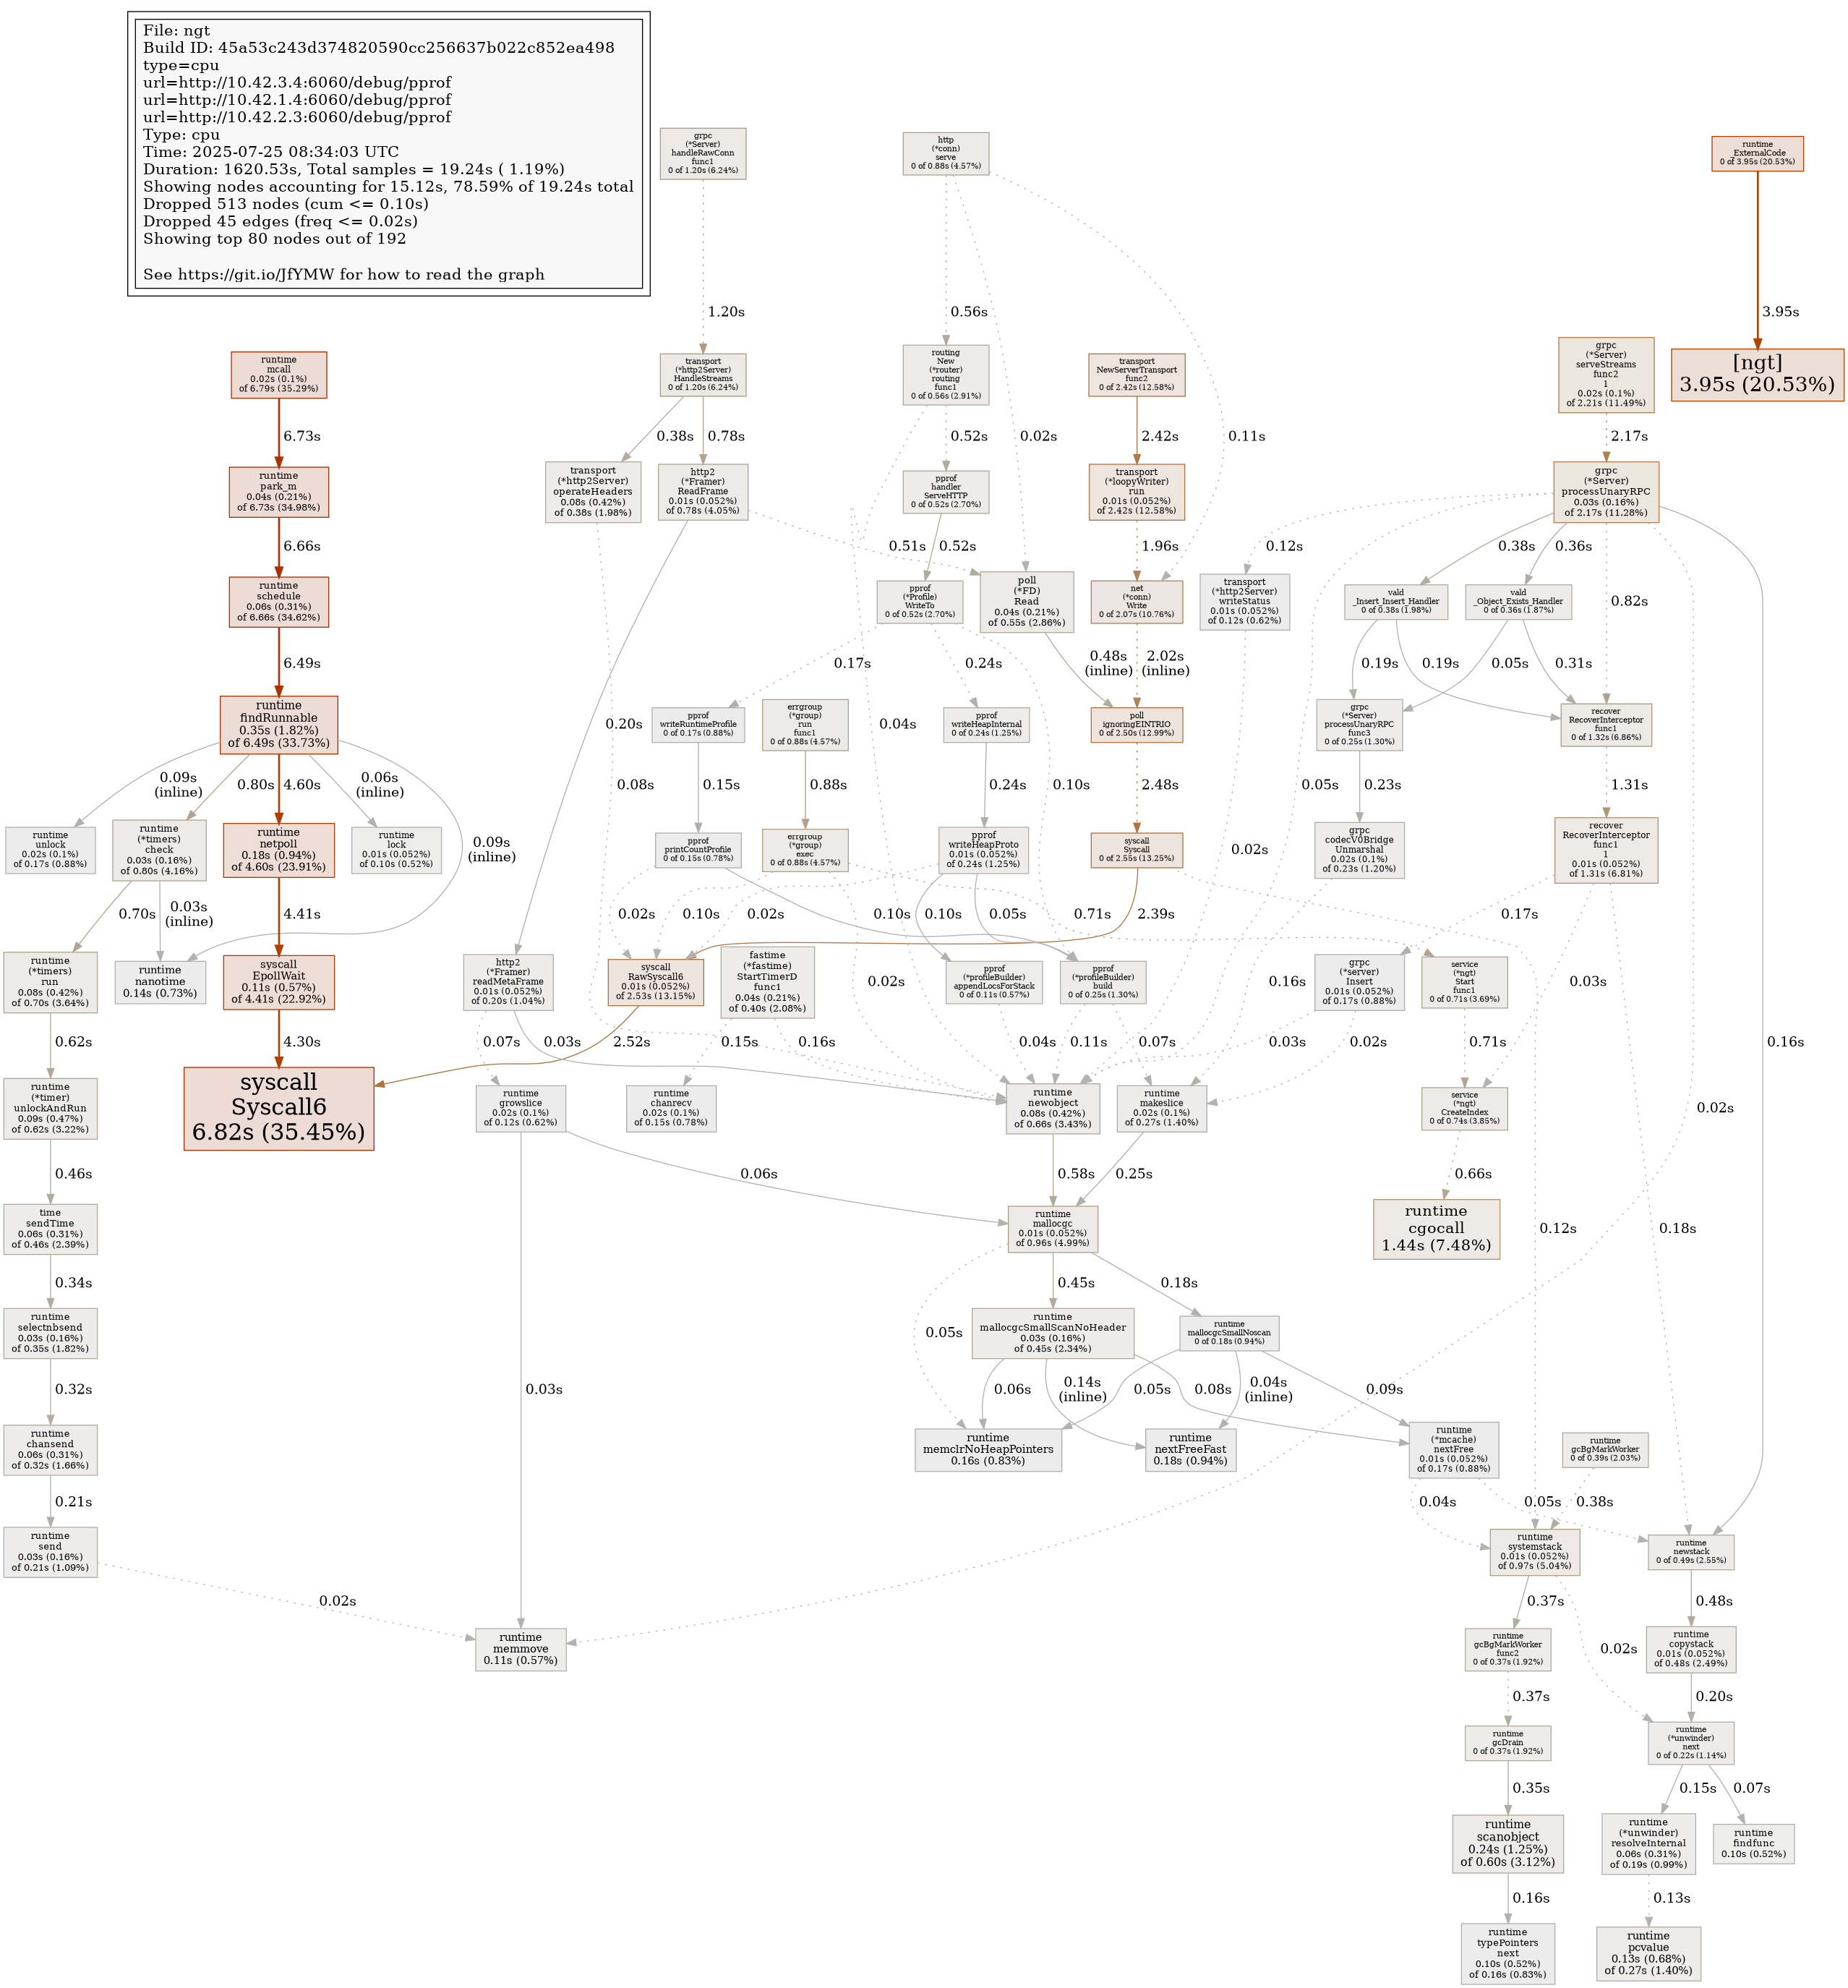 File: ngt
Build ID: 45a53c243d374820590cc256637b022c852ea498
type=cpu
url=http://10.42.3.4:6060/debug/pprof
url=http://10.42.1.4:6060/debug/pprof
url=http://10.42.2.3:6060/debug/pprof
Type: cpu
Time: 2025-07-25 08:34:03 UTC
Duration: 1620.53s, Total samples = 19.24s ( 1.19%)
Showing nodes accounting for 15.12s, 78.59% of 19.24s total
Dropped 513 nodes (cum <= 0.10s)
Dropped 45 edges (freq <= 0.02s)
Showing top 80 nodes out of 192
See https://git.io/JfYMW for how to read the graph
grpc
(*Server)
handleRawConn
func1
0 of 1.20s (6.24%)
http
(*conn)
serve
0 of 0.88s (4.57%)
runtime
_ExternalCode
0 of 3.95s (20.53%)
1.20s
0.56s
0.02s
0.11s
3.95s
runtime
mcall
0.02s (0.1%)
of 6.79s (35.29%)
transport
(*http2Server)
HandleStreams
0 of 1.20s (6.24%)
routing
New
(*router)
routing
func1
0 of 0.56s (2.91%)
transport
NewServerTransport
func2
0 of 2.42s (12.58%)
grpc
(*Server)
serveStreams
func2
1
0.02s (0.1%)
of 2.21s (11.49%)
[ngt]
3.95s (20.53%)
6.73s
0.38s
0.78s
0.52s
2.42s
2.17s
runtime
park_m
0.04s (0.21%)
of 6.73s (34.98%)
transport
(*http2Server)
operateHeaders
0.08s (0.42%)
of 0.38s (1.98%)
http2
(*Framer)
ReadFrame
0.01s (0.052%)
of 0.78s (4.05%)
pprof
handler
ServeHTTP
0 of 0.52s (2.70%)
transport
(*loopyWriter)
run
0.01s (0.052%)
of 2.42s (12.58%)
grpc
(*Server)
processUnaryRPC
0.03s (0.16%)
of 2.17s (11.28%)
6.66s
0.51s
0.52s
1.96s
0.12s
0.38s
0.36s
0.82s
runtime
schedule
0.06s (0.31%)
of 6.66s (34.62%)
pprof
(*Profile)
WriteTo
0 of 0.52s (2.70%)
poll
(*FD)
Read
0.04s (0.21%)
of 0.55s (2.86%)
net
(*conn)
Write
0 of 2.07s (10.76%)
transport
(*http2Server)
writeStatus
0.01s (0.052%)
of 0.12s (0.62%)
vald
_Insert_Insert_Handler
0 of 0.38s (1.98%)
vald
_Object_Exists_Handler
0 of 0.36s (1.87%)
6.49s
0.17s
0.24s
0.48s
(inline)
2.02s
(inline)
0.19s
0.19s
0.05s
0.31s
runtime
findRunnable
0.35s (1.82%)
of 6.49s (33.73%)
0.20s
pprof
writeRuntimeProfile
0 of 0.17s (0.88%)
errgroup
(*group)
run
func1
0 of 0.88s (4.57%)
0.04s
pprof
writeHeapInternal
0 of 0.24s (1.25%)
poll
ignoringEINTRIO
0 of 2.50s (12.99%)
grpc
(*Server)
processUnaryRPC
func3
0 of 0.25s (1.30%)
recover
RecoverInterceptor
func1
0 of 1.32s (6.86%)
0.16s
0.09s
(inline)
0.80s
4.60s
0.06s
(inline)
0.08s
0.15s
0.88s
0.24s
0.10s
2.48s
0.05s
0.23s
1.31s
runtime
unlock
0.02s (0.1%)
of 0.17s (0.88%)
runtime
(*timers)
check
0.03s (0.16%)
of 0.80s (4.16%)
runtime
netpoll
0.18s (0.94%)
of 4.60s (23.91%)
runtime
lock
0.01s (0.052%)
of 0.10s (0.52%)
0.09s
(inline)
pprof
printCountProfile
0 of 0.15s (0.78%)
errgroup
(*group)
exec
0 of 0.88s (4.57%)
pprof
writeHeapProto
0.01s (0.052%)
of 0.24s (1.25%)
syscall
Syscall
0 of 2.55s (13.25%)
0.02s
grpc
codecV0Bridge
Unmarshal
0.02s (0.1%)
of 0.23s (1.20%)
recover
RecoverInterceptor
func1
1
0.01s (0.052%)
of 1.31s (6.81%)
0.70s
0.03s
(inline)
4.41s
0.02s
0.10s
0.02s
0.10s
0.10s
0.05s
0.71s
2.39s
0.17s
runtime
(*timers)
run
0.08s (0.42%)
of 0.70s (3.64%)
runtime
nanotime
0.14s (0.73%)
syscall
EpollWait
0.11s (0.57%)
of 4.41s (22.92%)
http2
(*Framer)
readMetaFrame
0.01s (0.052%)
of 0.20s (1.04%)
syscall
RawSyscall6
0.01s (0.052%)
of 2.53s (13.15%)
fastime
(*fastime)
StartTimerD
func1
0.04s (0.21%)
of 0.40s (2.08%)
0.02s
pprof
(*profileBuilder)
appendLocsForStack
0 of 0.11s (0.57%)
pprof
(*profileBuilder)
build
0 of 0.25s (1.30%)
0.16s
grpc
(*server)
Insert
0.01s (0.052%)
of 0.17s (0.88%)
service
(*ngt)
Start
func1
0 of 0.71s (3.69%)
0.03s
0.62s
4.30s
0.07s
0.03s
2.52s
0.15s
0.16s
0.04s
0.11s
0.07s
0.03s
0.02s
0.71s
runtime
(*timer)
unlockAndRun
0.09s (0.47%)
of 0.62s (3.22%)
syscall
Syscall6
6.82s (35.45%)
runtime
growslice
0.02s (0.1%)
of 0.12s (0.62%)
runtime
chanrecv
0.02s (0.1%)
of 0.15s (0.78%)
runtime
newobject
0.08s (0.42%)
of 0.66s (3.43%)
runtime
makeslice
0.02s (0.1%)
of 0.27s (1.40%)
service
(*ngt)
CreateIndex
0 of 0.74s (3.85%)
0.02s
0.46s
0.06s
0.58s
0.25s
0.66s
time
sendTime
0.06s (0.31%)
of 0.46s (2.39%)
runtime
mallocgc
0.01s (0.052%)
of 0.96s (4.99%)
runtime
cgocall
1.44s (7.48%)
0.12s
0.18s
0.34s
0.05s
0.45s
0.18s
runtime
selectnbsend
0.03s (0.16%)
of 0.35s (1.82%)
runtime
mallocgcSmallScanNoHeader
0.03s (0.16%)
of 0.45s (2.34%)
runtime
mallocgcSmallNoscan
0 of 0.18s (0.94%)
0.32s
0.03s
0.06s
0.14s
(inline)
0.05s
0.08s
0.04s
(inline)
0.09s
runtime
chansend
0.06s (0.31%)
of 0.32s (1.66%)
runtime
memclrNoHeapPointers
0.16s (0.83%)
runtime
nextFreeFast
0.18s (0.94%)
runtime
(*mcache)
nextFree
0.01s (0.052%)
of 0.17s (0.88%)
runtime
gcBgMarkWorker
0 of 0.39s (2.03%)
0.21s
0.04s
0.05s
0.38s
runtime
send
0.03s (0.16%)
of 0.21s (1.09%)
runtime
systemstack
0.01s (0.052%)
of 0.97s (5.04%)
runtime
newstack
0 of 0.49s (2.55%)
0.02s
0.37s
0.02s
0.48s
runtime
memmove
0.11s (0.57%)
runtime
gcBgMarkWorker
func2
0 of 0.37s (1.92%)
runtime
copystack
0.01s (0.052%)
of 0.48s (2.49%)
0.37s
0.20s
runtime
gcDrain
0 of 0.37s (1.92%)
runtime
(*unwinder)
next
0 of 0.22s (1.14%)
0.35s
0.15s
0.07s
runtime
scanobject
0.24s (1.25%)
of 0.60s (3.12%)
runtime
(*unwinder)
resolveInternal
0.06s (0.31%)
of 0.19s (0.99%)
runtime
findfunc
0.10s (0.52%)
0.16s
0.13s
runtime
typePointers
next
0.10s (0.52%)
of 0.16s (0.83%)
runtime
pcvalue
0.13s (0.68%)
of 0.27s (1.40%)